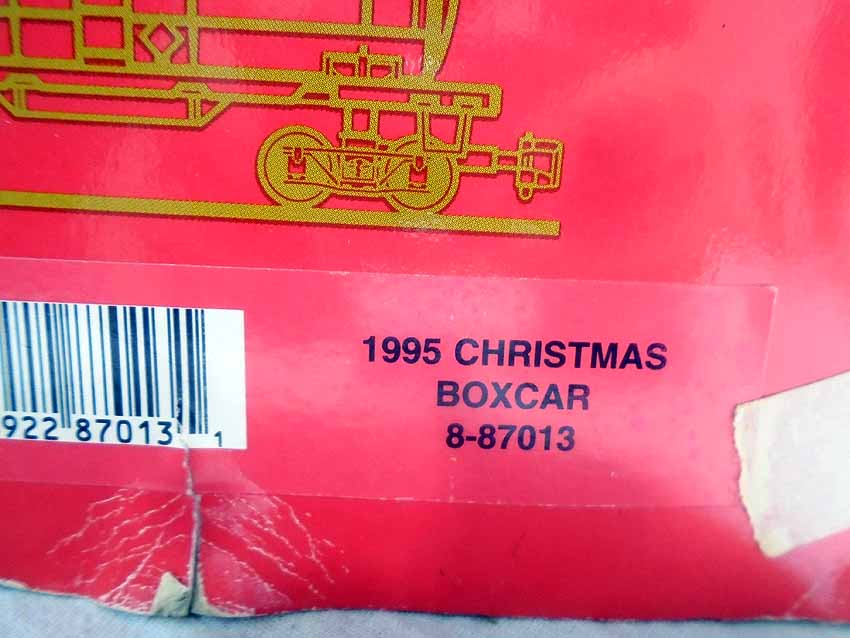 1995 CHRISTMAS
BOXCAR
8-87013
922 87013 1